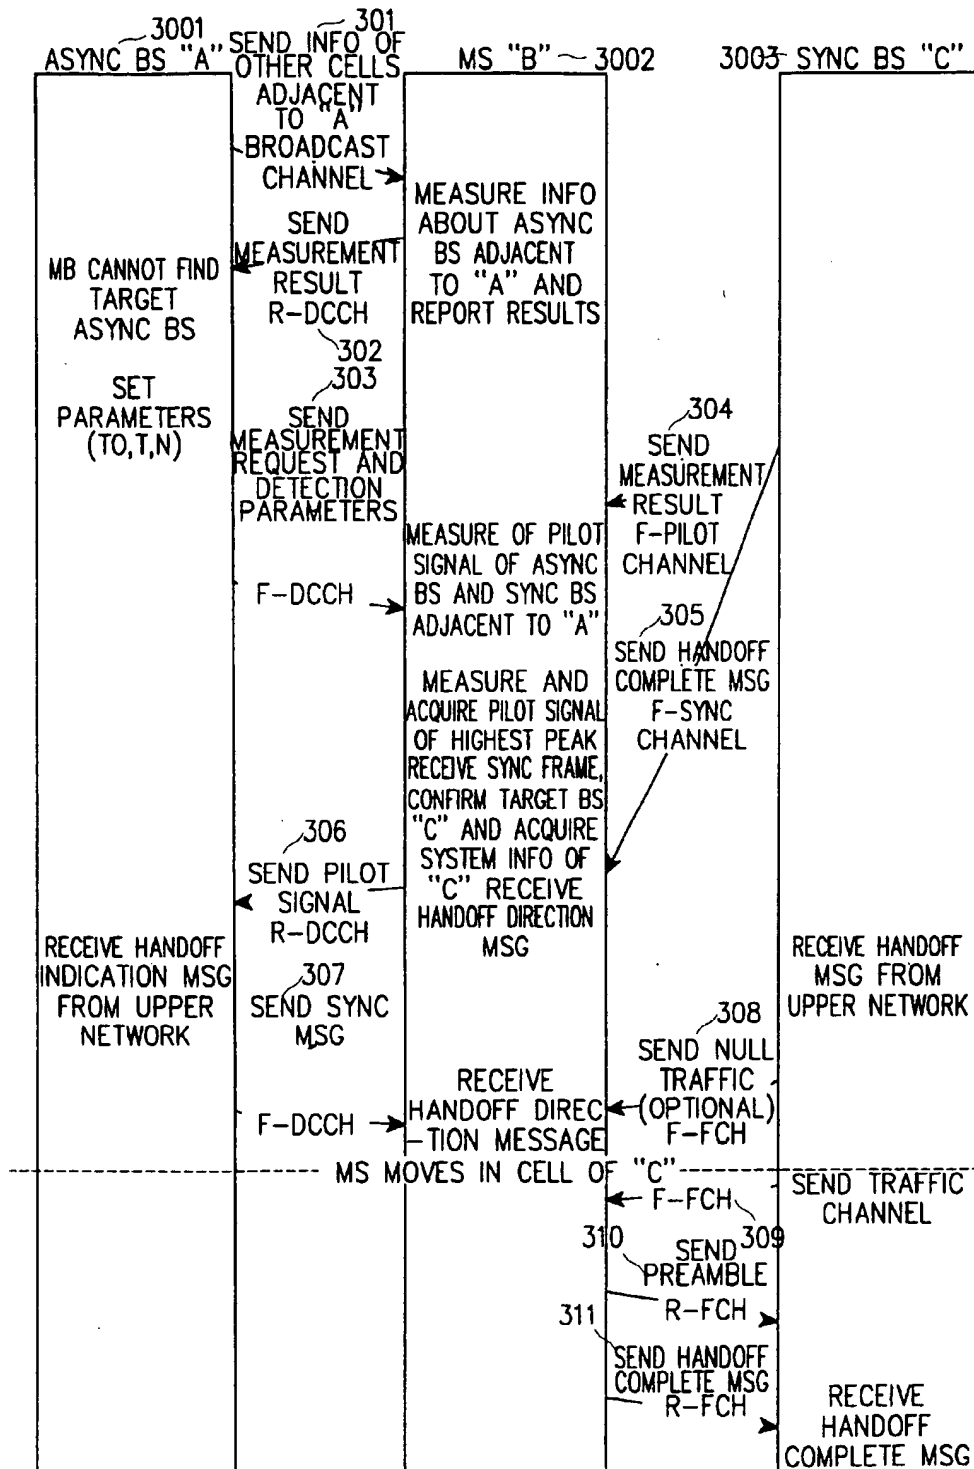 3001
ASYNC BS "A"
301
SEND INFO OF
OTHER CELLS
ADJACENT
TO "A"
BROADCAST
CHANNEL
MS "B"
3002
3003
SYNC BS "C"
MEASURE INFO
ABOUT ASYNC
BS ADJACENT
TO "A" AND
REPORT RESULTS
SEND
MEASUREMENT
RESULT
R-DCCH
302
MB CANNOT FIND
TARGET
ASYNC BS
SET
PARAMETERS
(TO,T,N)
303
SEND
MEASUREMENT
REQUEST AND
DETECTION
PARAMETERS
F-DCCH
304
SEND
MEASUREMENT
RESULT
F-PILOT
CHANNEL
MEASURE OF PILOT
SIGNAL OF ASYNC
BS AND SYNC BS
ADJACENT TO "A"
305
SEND HANDOFF
COMPLETE MSG
F-SYNC
CHANNEL
MEASURE AND
ACQUIRE PILOT SIGNAL
OF HIGHEST PEAK
RECEIVE SYNC FRAME,
CONFIRM TARGET BS
"C" AND ACQUIRE
SYSTEM INFO OF
"C" RECEIVE
HANDOFF DIRECTION
MSG
306
SEND PILOT
SIGNAL
R-DCCH
RECEIVE HANDOFF
INDICATION MSG
FROM UPPER
NETWORK
307
SEND SYNC
MSG
F-DCCH
RECEIVE HANDOFF
MSG FROM
UPPER NETWORK
308
SEND NULL
TRAFFIC
(OPTIONAL)
F-FCH
RECEIVE
HANDOFF DIREC
-TION MESSAGE
MS MOVES IN CELL OF "C"
SEND TRAFFIC
CHANNEL
F-FCH
309
310
SEND
PREAMBLE
R-FCH
311
SEND HANDOFF
COMPLETE MSG
R-FCH
RECEIVE
HANDOFF
COMPLETE MSG